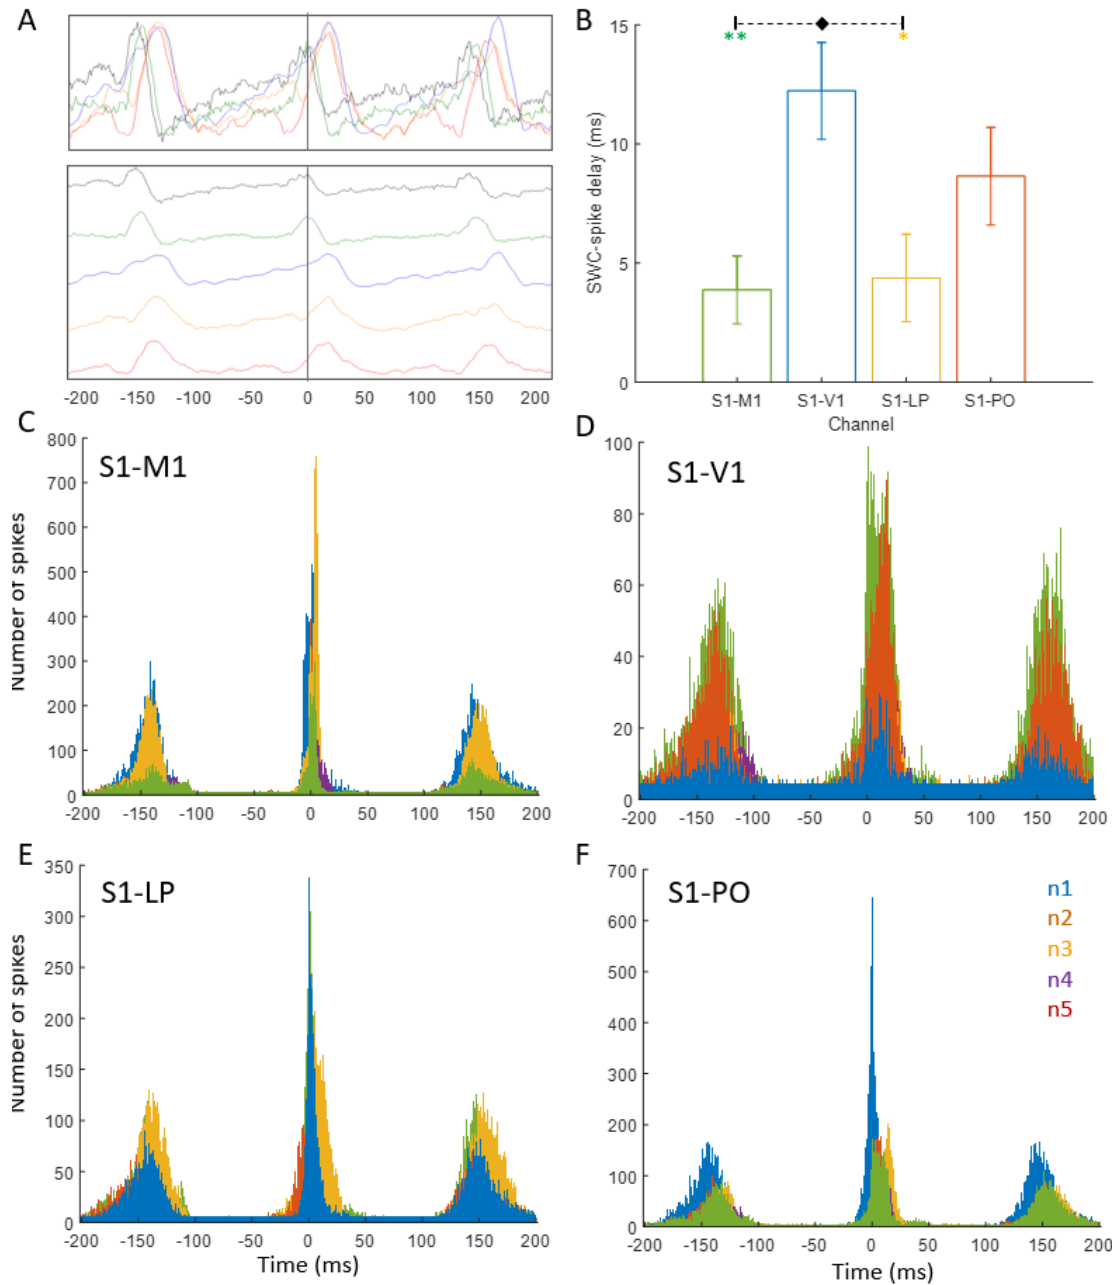 A
-200 -150 -100 -50 0 50 100 150 200
B
** *
15
10
5
0
SWC-spike delay (ms)
S1-M1 S1-V1 S1-LP S1-PO
Channel
C
S1-M1
800
700
600
500
400
300
200
100
0
Number of spikes
-200 -150 -100 -50 0 50 100 150 200
D
S1-V1
100
80
60
40
20
0
-200 -150 -100 -50 0 50 100 150 200
E
S1-LP
350
300
250
200
150
100
50
0
Number of spikes
-200 -150 -100 -50 0 50 100 150 200
Time (ms)
F
S1-PO
700
600
500
400
300
200
100
0
n1
n2
n3
n4
n5
-200 -150 -100 -50 0 50 100 150 200
Time (ms)